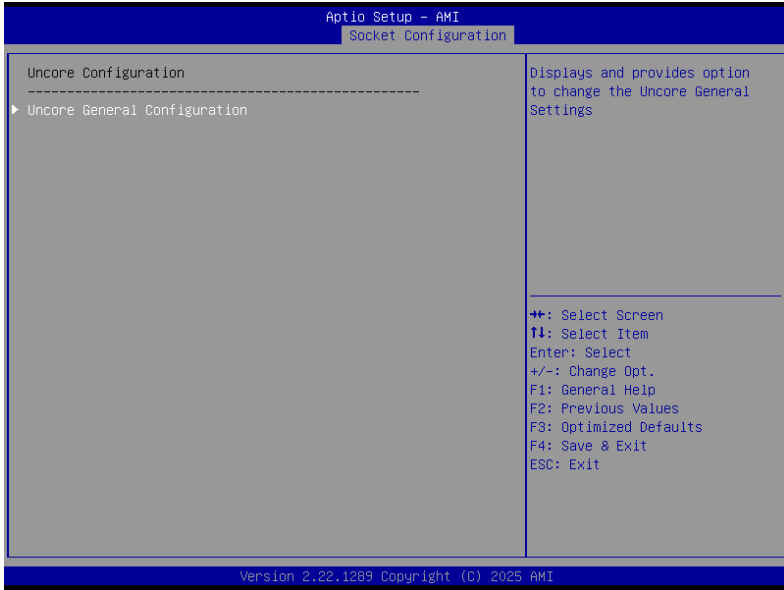 Aptio Setup – AMI
Socket Configuration
Uncore Configuration
--------------------------------------------------
▶ Uncore General Configuration
Displays and provides option
to change the Uncore General
Settings
→←: Select Screen
↑↓: Select Item
Enter: Select
+/-: Change Opt.
F1: General Help
F2: Previous Values
F3: Optimized Defaults
F4: Save & Exit
ESC: Exit
Version 2.22.1289 Copyright (C) 2025 AMI